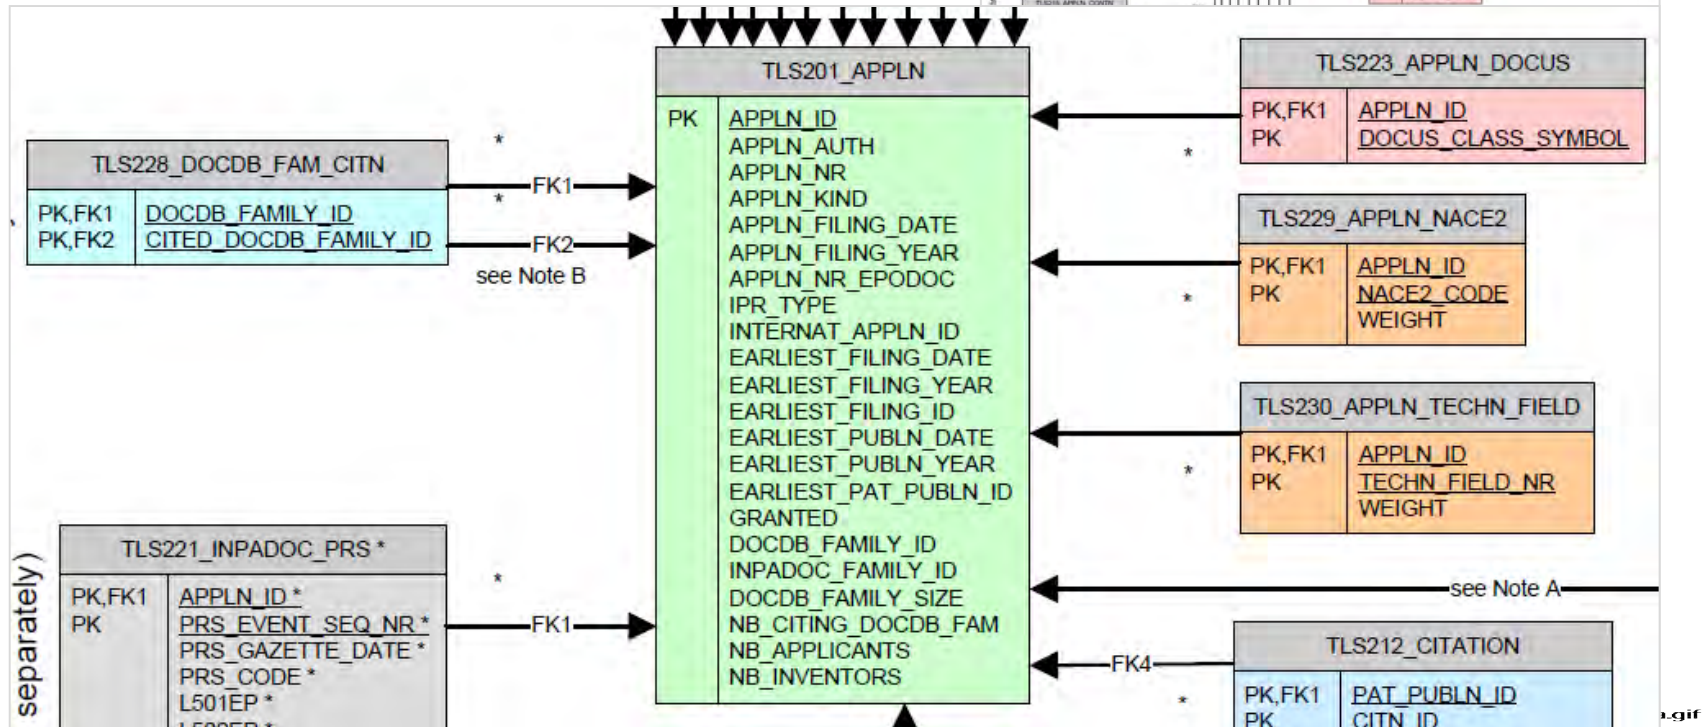 TLS201_APPLN
PK
APPLN_ID
APPLN_AUTH
APPLN_NR
APPLN_KIND
APPLN_FILING_DATE
APPLN_FILING_YEAR
APPLN_NR_EPODOC
IPR_TYPE
INTERNAT_APPLN_ID
EARLIEST_FILING_DATE
EARLIEST_FILING_YEAR
EARLIEST_FILING_ID
EARLIEST_PUBLN_DATE
EARLIEST_PUBLN_YEAR
EARLIEST_PAT_PUBLN_ID
GRANTED
DOCDB_FAMILY_ID
INPADOC_FAMILY_ID
DOCDB_FAMILY_SIZE
NB_CITING_DOCDB_FAM
NB_APPLICANTS
NB_INVENTORS
TLS228_DOCDB_FAM_CITN
PK,FK1 DOCDB_FAMILY_ID
PK,FK2 CITED_DOCDB_FAMILY_ID
*
FK1
*
FK2
see Note B
separately)
TLS221_INPADOC_PRS *
PK,FK1 APPLN_ID *
PK PRS_EVENT_SEQ_NR *
PRS_GAZETTE_DATE *
PRS_CODE *
L501EP *
*
FK1
TLS223_APPLN_DOCUS
PK,FK1 APPLN_ID
PK DOCUS_CLASS_SYMBOL
*
TLS229_APPLN_NACE2
PK,FK1 APPLN_ID
PK NACE2_CODE
WEIGHT
*
TLS230_APPLN_TECHN_FIELD
PK,FK1 APPLN_ID
PK TECHN_FIELD_NR
WEIGHT
*
see Note A
TLS212_CITATION
FK4
*
PK,FK1 PAT_PUBLN_ID
PK CITN_ID
.gif